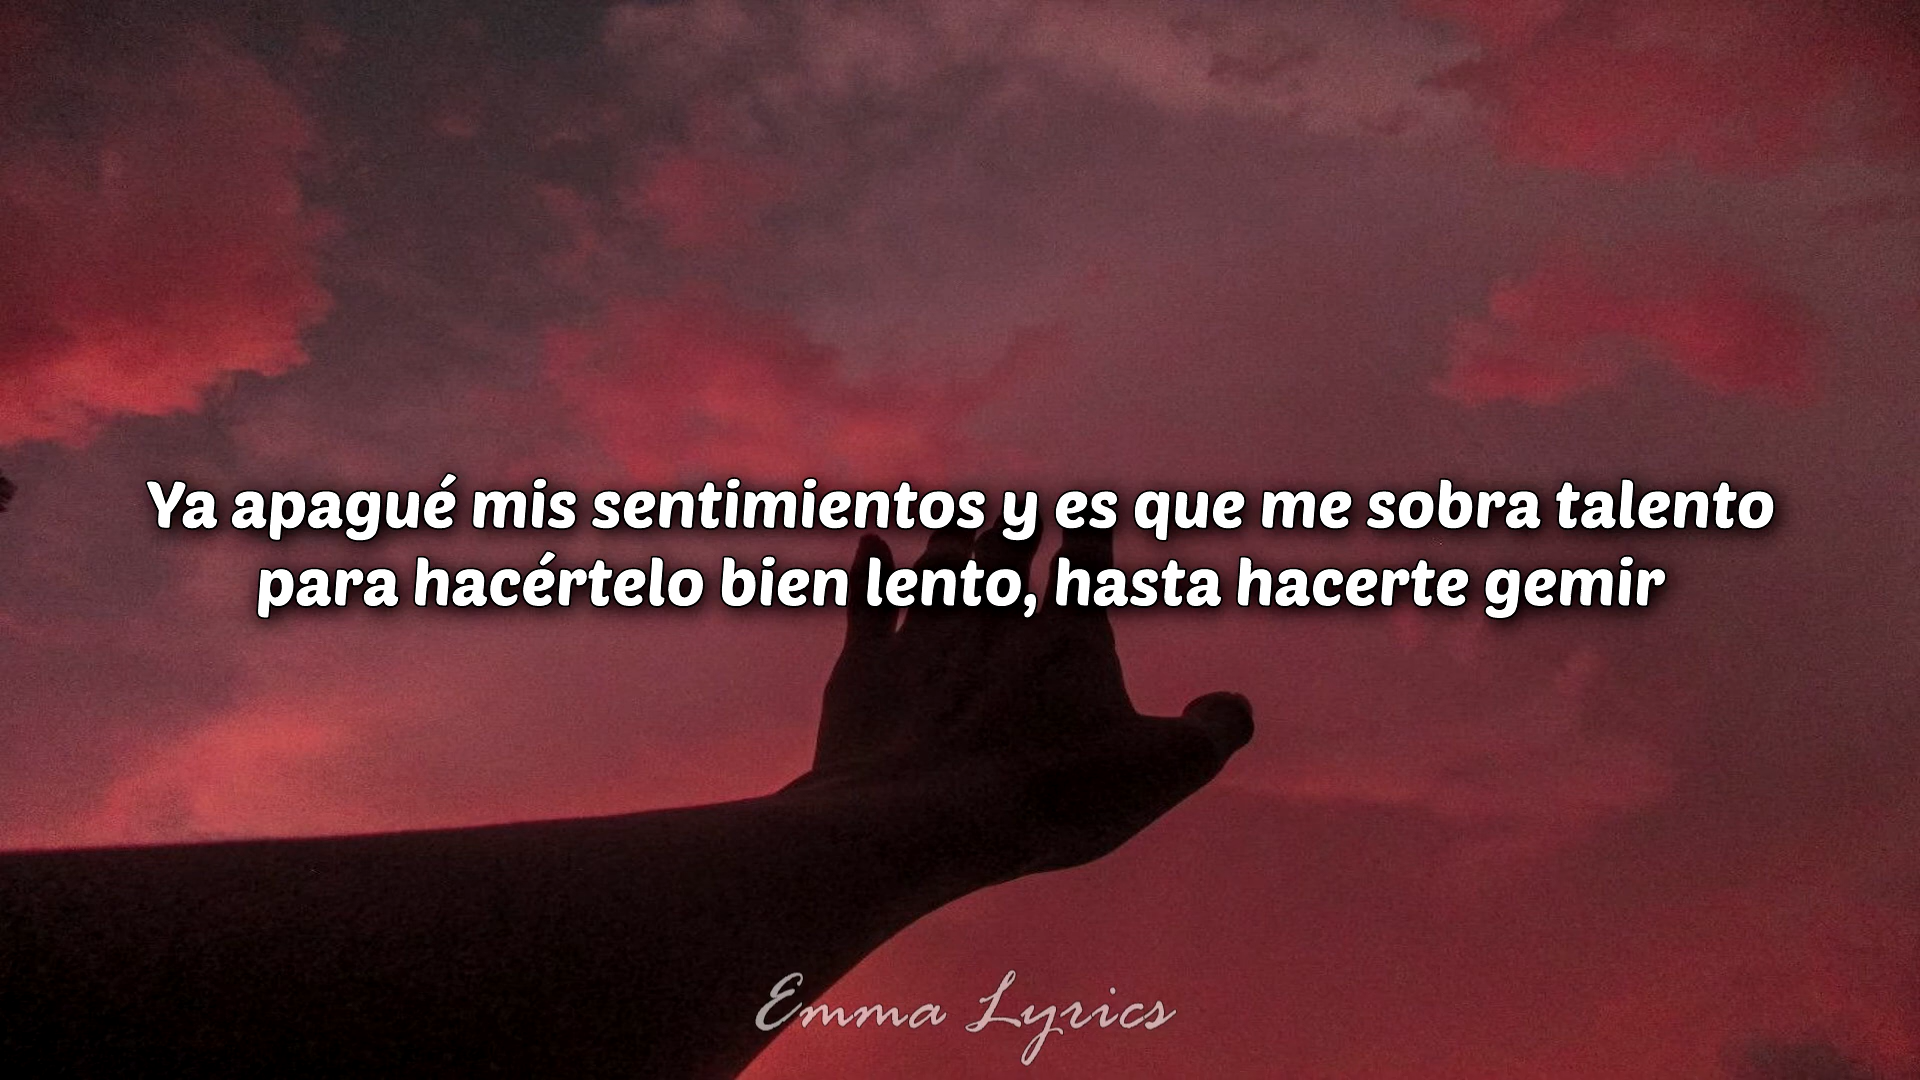 Ya apagué mis sentimientos y es que me sobra talento
para hacértelo bien lento, hasta hacerte gemir
Emma Lyrics